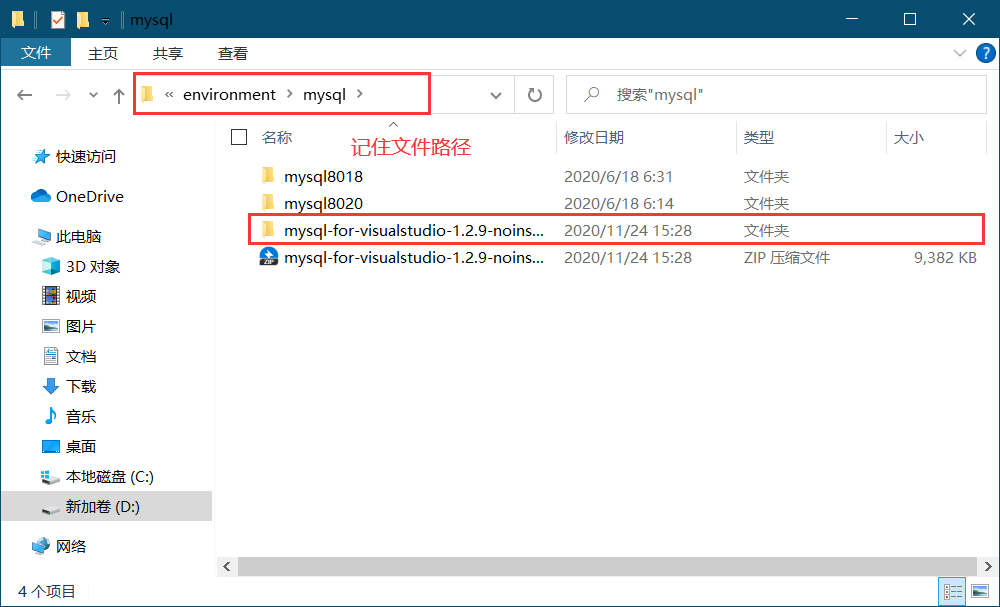 mysql
文件 主页 共享 查看
« environment > mysql >
搜索"mysql"
记住文件路径
名称 修改日期 类型 大小
mysql8018 2020/6/18 6:31 文件夹
mysql8020 2020/6/18 6:14 文件夹
mysql-for-visualstudio-1.2.9-noins... 2020/11/24 15:28 文件夹
mysql-for-visualstudio-1.2.9-noins... 2020/11/24 15:28 ZIP 压缩文件 9,382 KB
快速访问
OneDrive
此电脑
3D 对象
视频
图片
文档
下载
音乐
桌面
本地磁盘 (C:)
新加卷 (D:)
网络
4 个项目